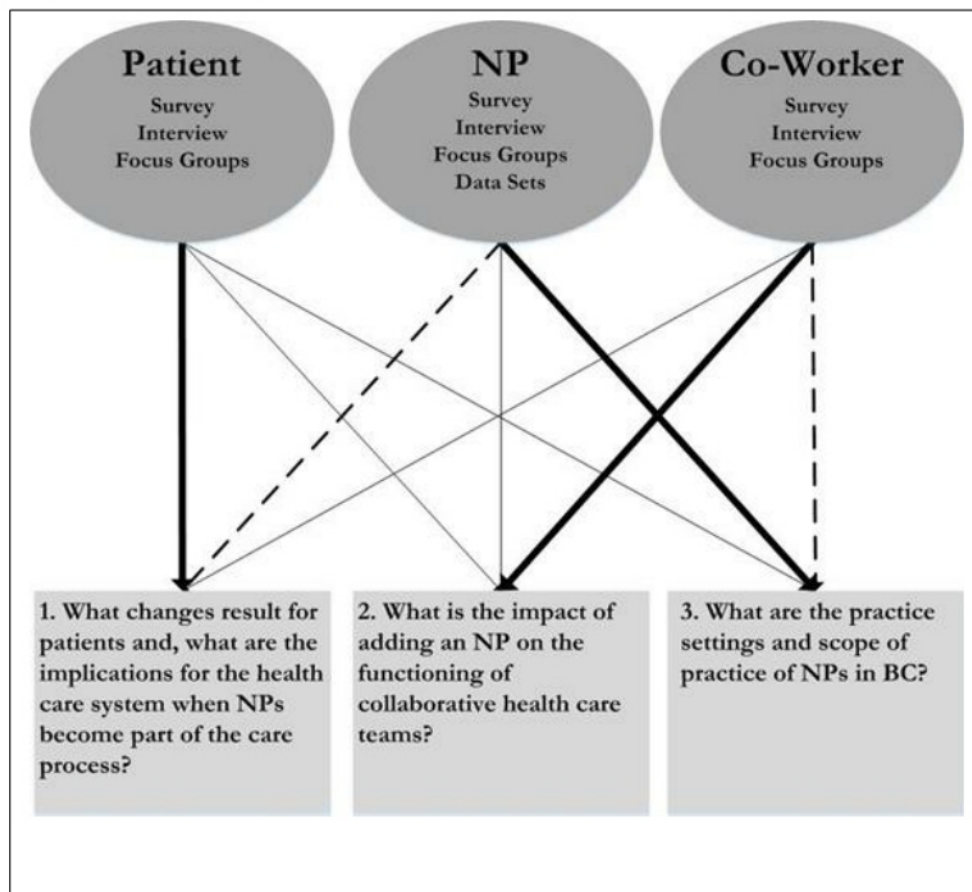 Patient
Survey
Interview
Focus Groups
NP
Survey
Interview
Focus Groups
Data Sets
Co-Worker
Survey
Interview
Focus Groups
1. What changes result for
patients and, what are the
implications for the health
care system when NPs
become part of the care
process?
2. What is the impact of
adding an NP on the
functioning of
collaborative health care
teams?
3. What are the practice
settings and scope of
practice of NPs in BC?